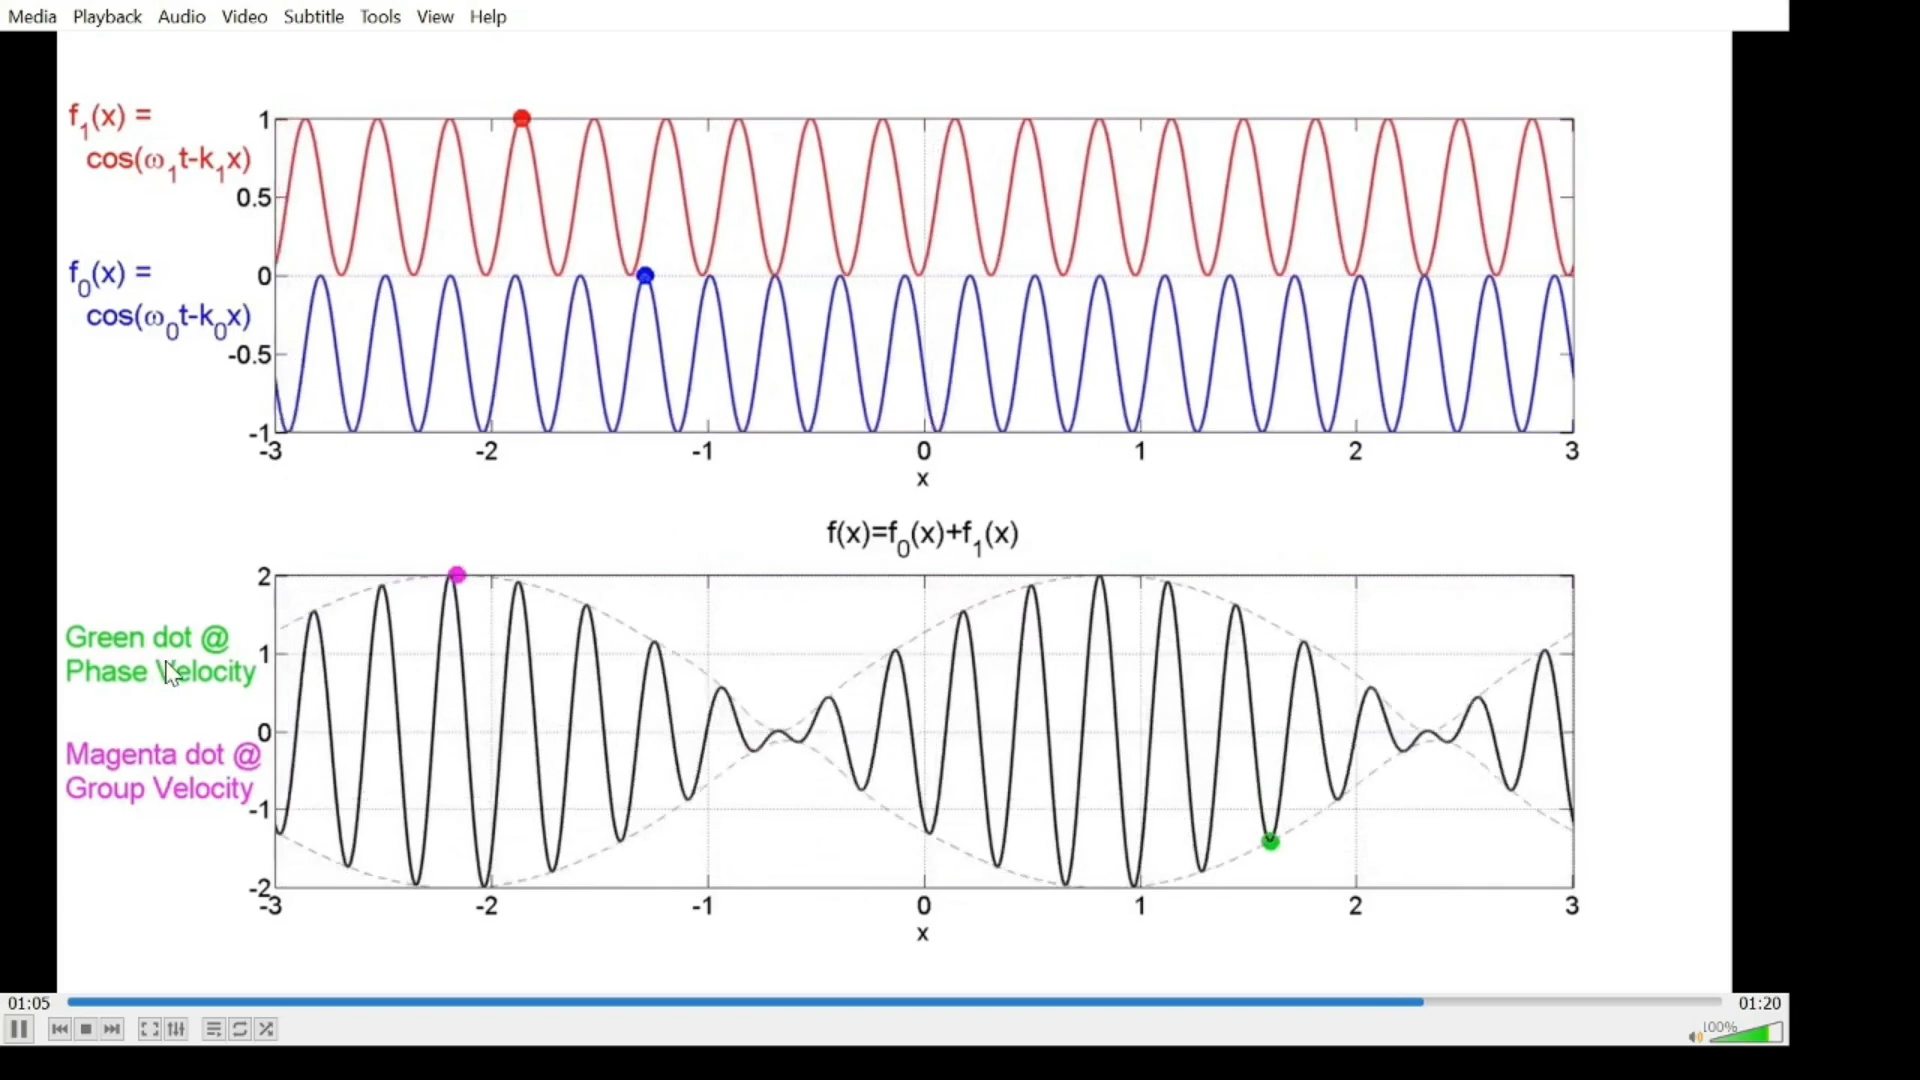 Media Playback Audio Video Subtitle Tools View Help
f₁(x) =
cos(ω₁t-k₁x)
1
0.5
f₀(x) =
cos(ω₀t-k₀x)
0
-0.5
-1
-3 -2 -1 0 1 2 3
x
f(x)=f₀(x)+f₁(x)
Green dot @
Phase Velocity
Magenta dot @
Group Velocity
2
1
0
-1
-2
-3 -2 -1 0 1 2 3
x
01:05 01:20
100%